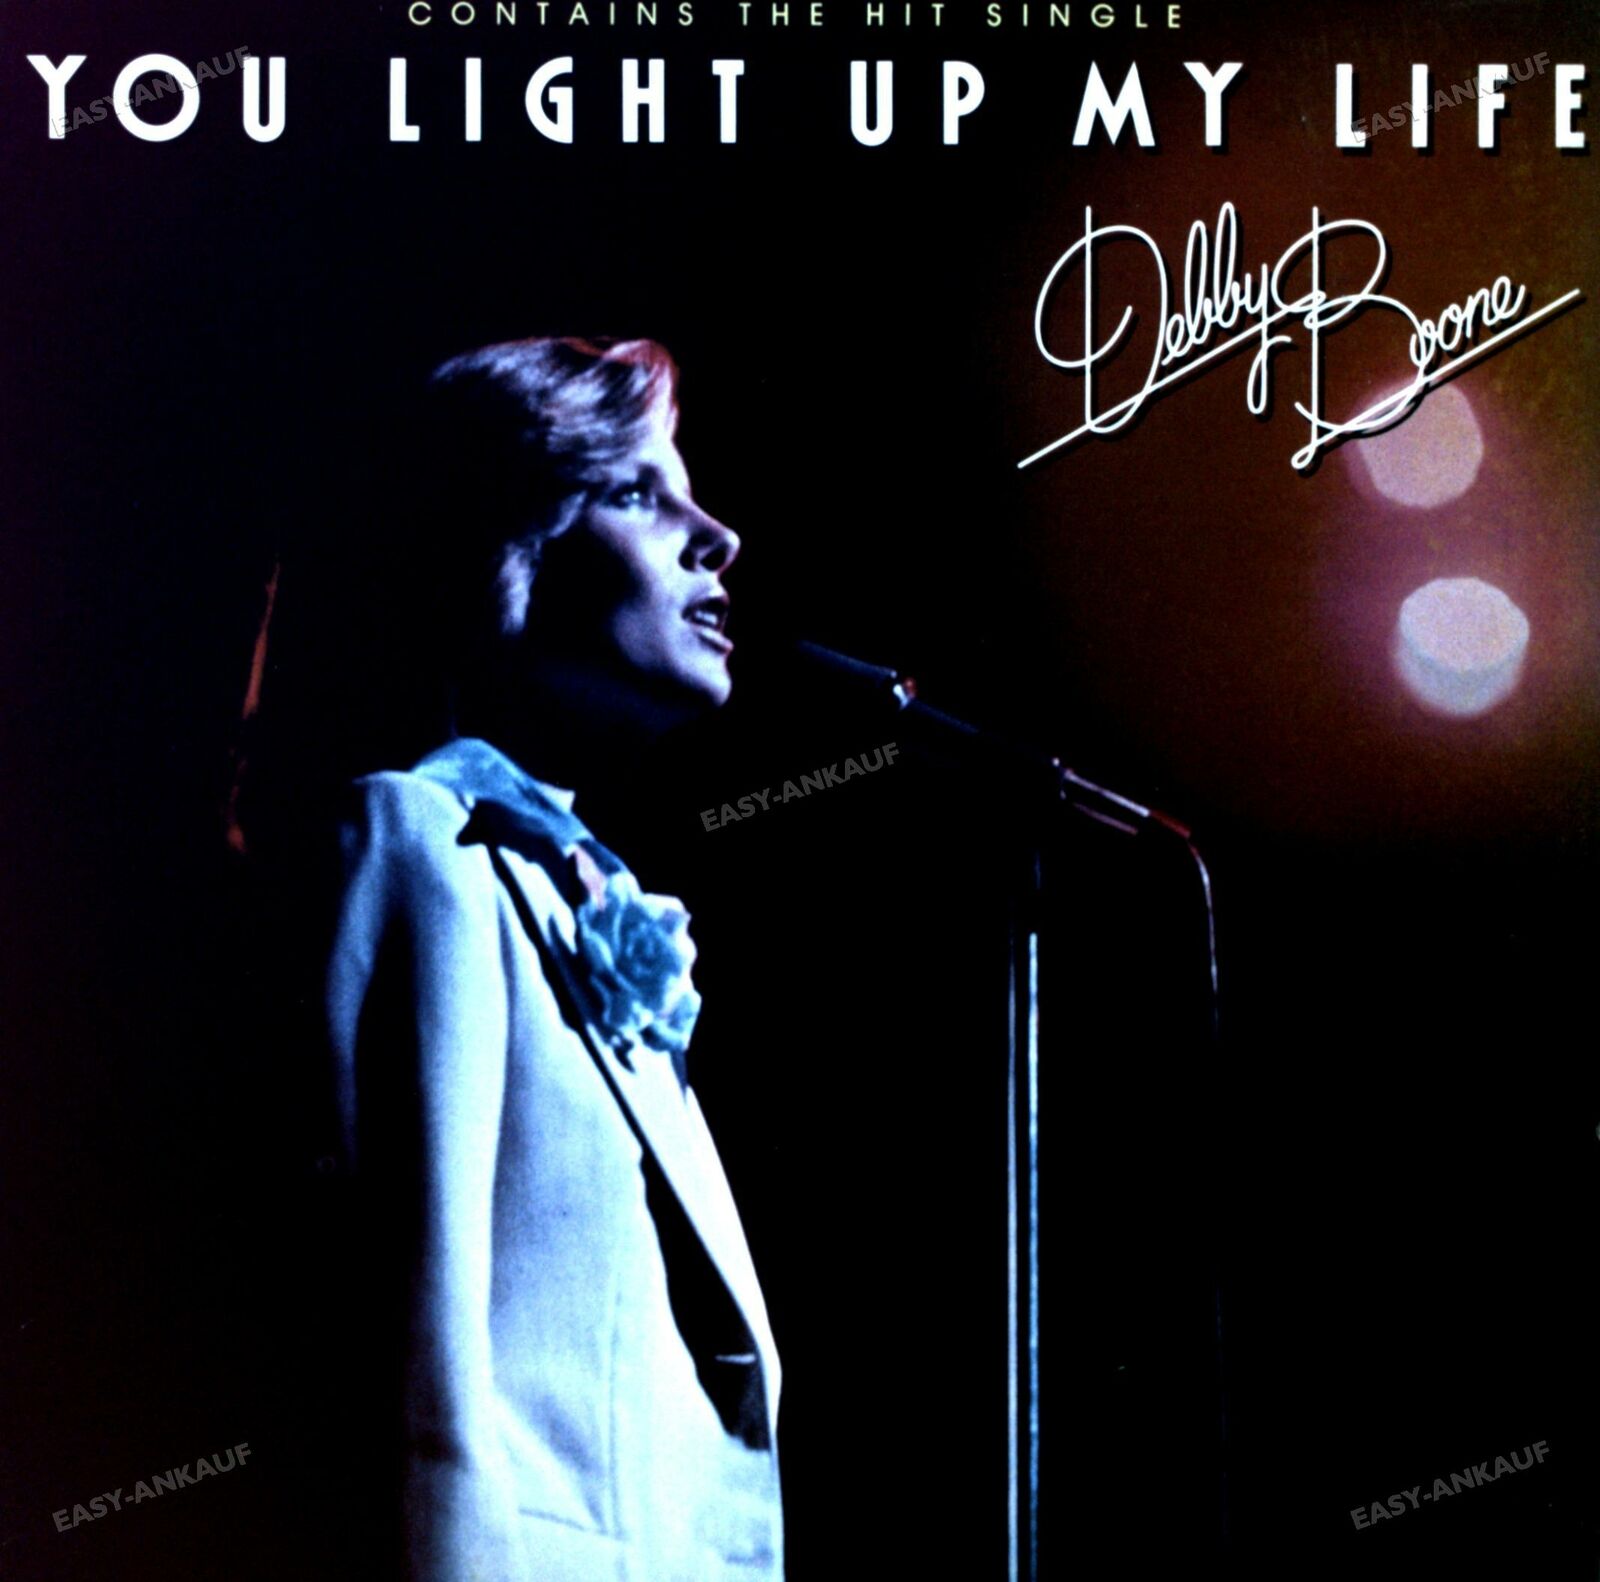 CONTAINS THE HIT SINGLE
YOU LIGHT UP MY LIFE
EASY-ANKAUF
EASY-ANKAUF
Debby Boone
EASY-ANKAUF
EASY-ANKAUF
EASY-ANKAUF